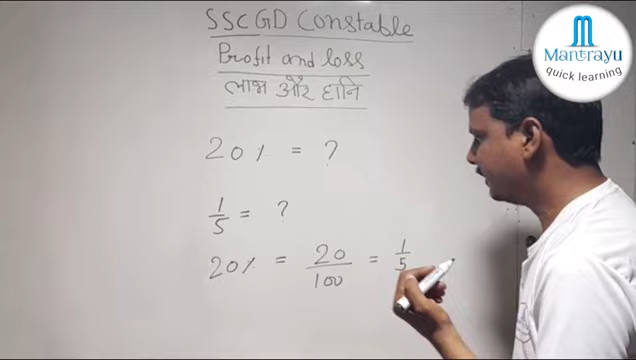 SSC GD Constable
Profit and loss
लाभ और हानि
20% = ?
1/5 = ?
20% = 20/100 = 1/5
Mantrayu
quick learning